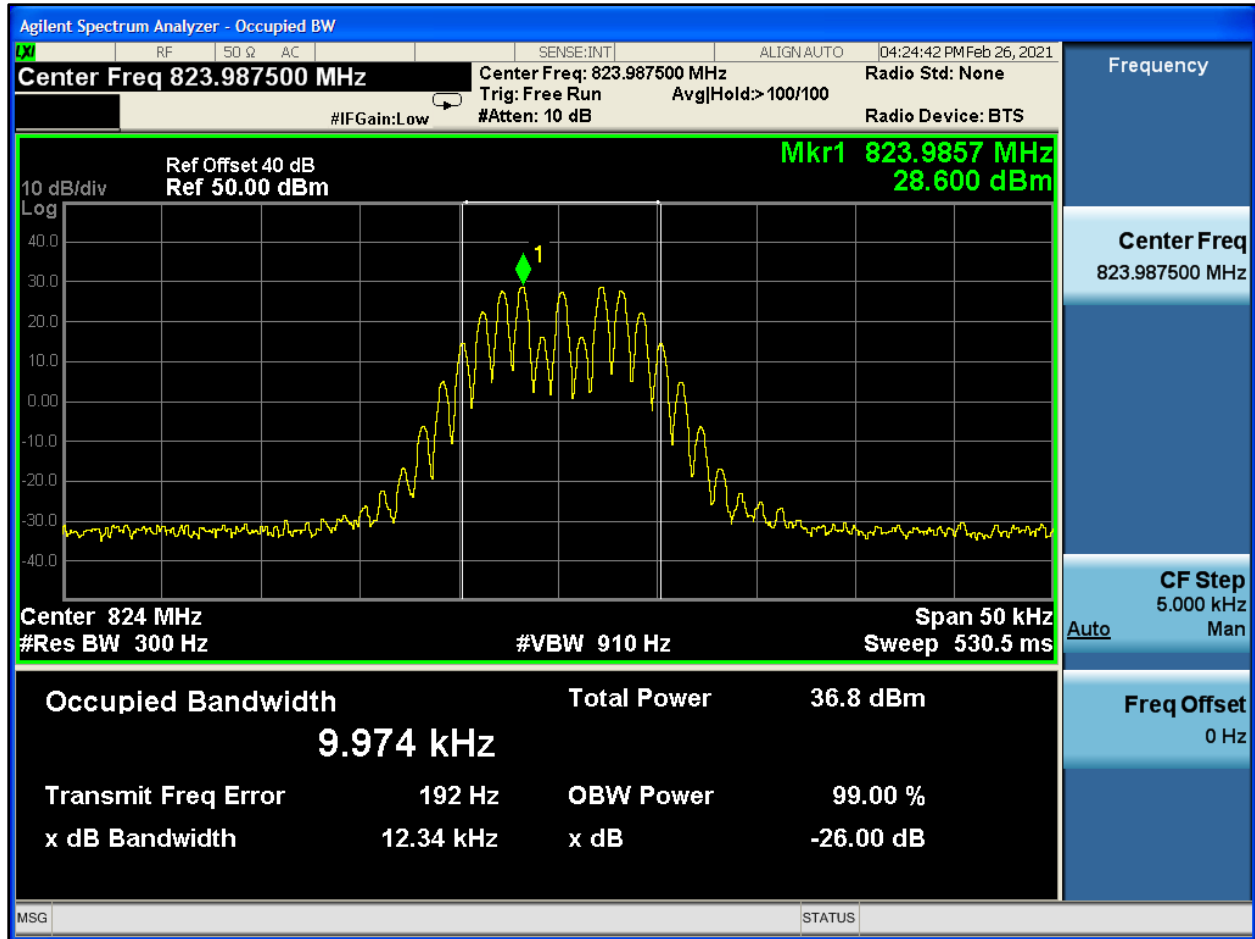 Agilent Spectrum Analyzer - Occupied BW
LXI RF 50 Ω AC SENSE:INT ALIGN AUTO 04:24:42 PM Feb 26, 2021
Center Freq 823.987500 MHz
Center Freq: 823.987500 MHz Radio Std: None
Trig: Free Run Avg|Hold:>100/100
#IFGain:Low #Atten: 10 dB Radio Device: BTS
Mkr1 823.9857 MHz
28.600 dBm
Ref Offset 40 dB
10 dB/div Ref 50.00 dBm
Log
40.0
30.0
20.0
10.0
0.00
-10.0
-20.0
-30.0
-40.0
1
Center 824 MHz Span 50 kHz
#Res BW 300 Hz #VBW 910 Hz Sweep 530.5 ms
Occupied Bandwidth Total Power 36.8 dBm
9.974 kHz
Transmit Freq Error 192 Hz OBW Power 99.00 %
x dB Bandwidth 12.34 kHz x dB -26.00 dB
MSG STATUS
Frequency
Center Freq
823.987500 MHz
CF Step
5.000 kHz
Auto Man
Freq Offset
0 Hz